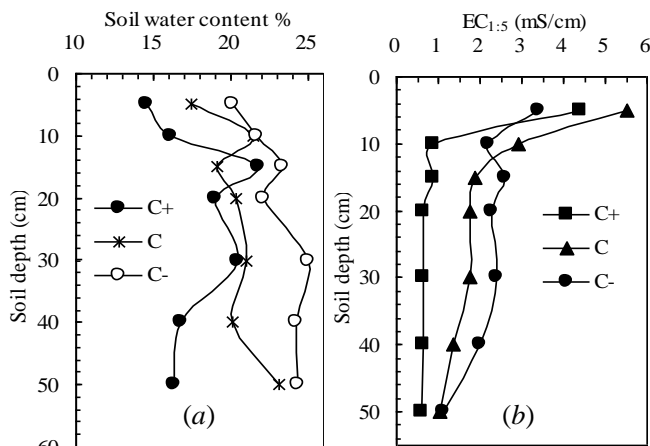 Soil water content %
10 15 20 25
0
10
20
30
40
50
60
Soil depth (cm)
C+
C
C-
(a)
EC1:5 (mS/cm)
0 1 2 3 4 5 6
0
10
20
30
40
50
Soil depth (cm)
C+
C
C-
(b)